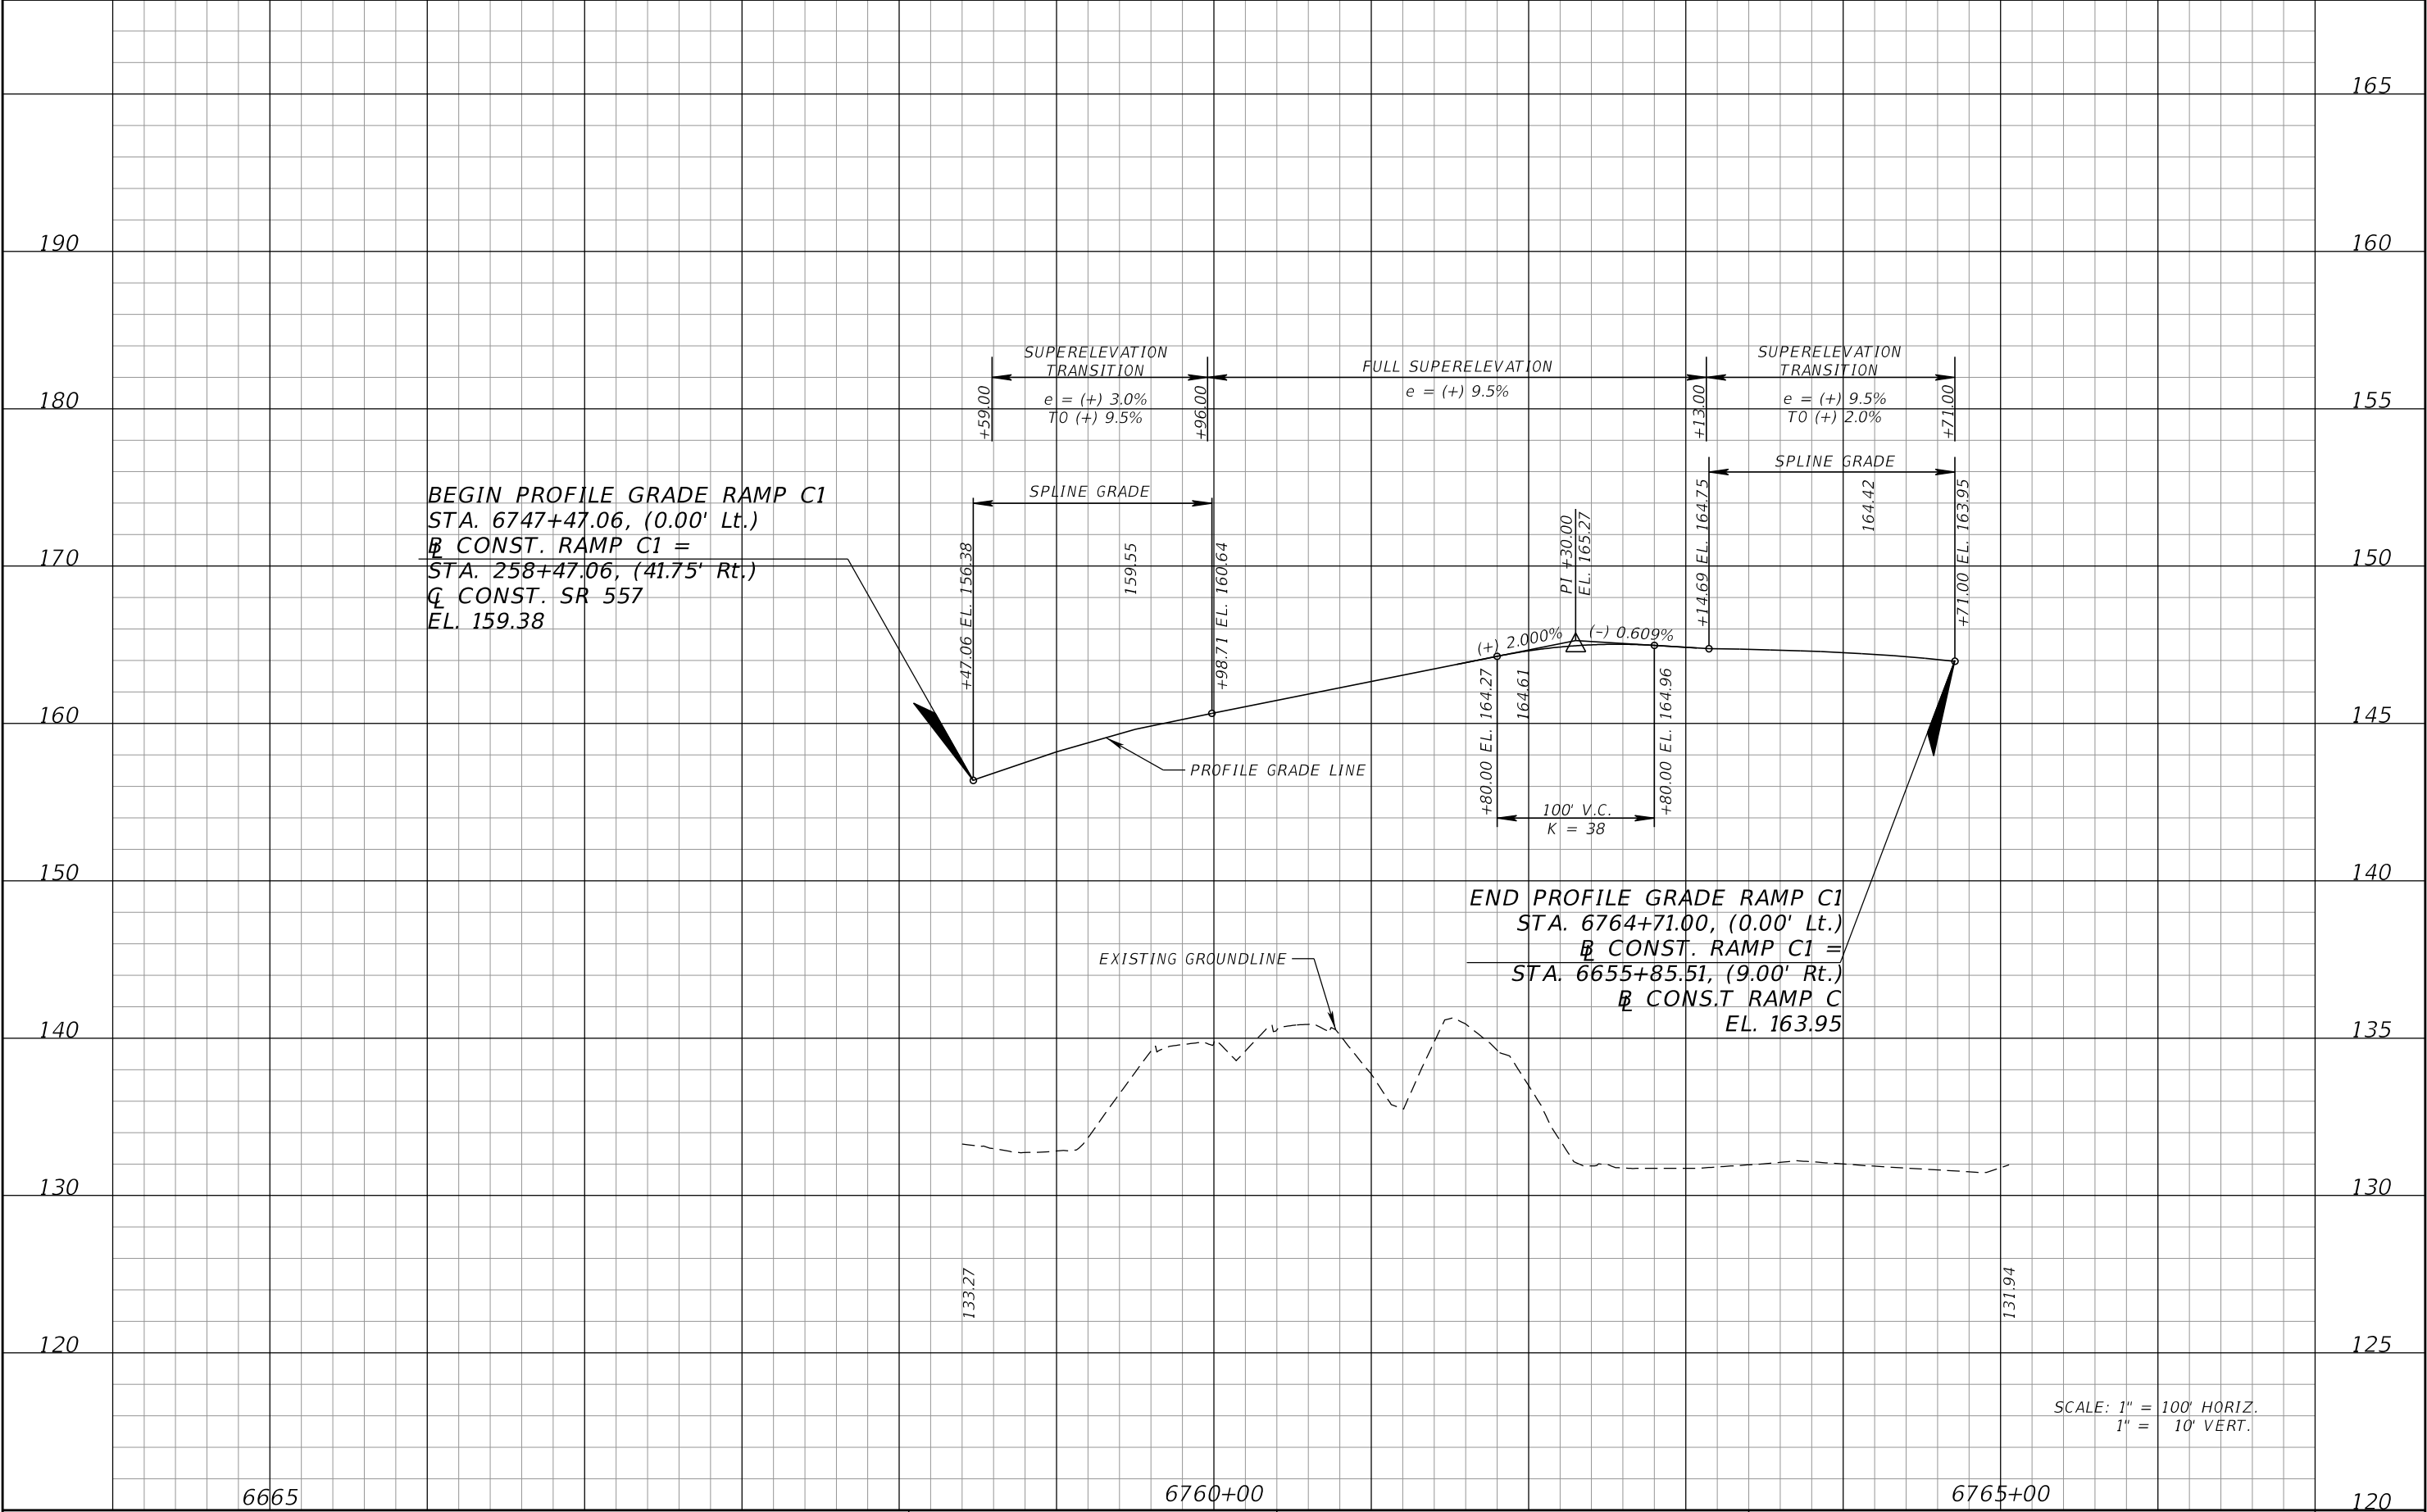 165
190
160
180
155
170
150
160
145
150
140
140
135
130
130
120
125
120
SUPERELEVATION
TRANSITION
e = (+) 3.0%
TO (+) 9.5%
+59.00
+96.00
FULL SUPERELEVATION
e = (+) 9.5%
SUPERELEVATION
TRANSITION
e = (+) 9.5%
TO (+) 2.0%
+13.00
+71.00
SPLINE GRADE
SPLINE GRADE
BEGIN PROFILE GRADE RAMP C1
STA. 6747+47.06, (0.00' Lt.)
℄ CONST. RAMP C1 =
STA. 258+47.06, (41.75' Rt.)
℄ CONST. SR 557
EL. 159.38
+47.06 EL. 156.38
159.55
+98.71 EL. 160.64
(+) 2.000%
PI +30.00
EL. 165.27
(-) 0.609%
+14.69 EL. 164.75
164.42
+71.00 EL. 163.95
+80.00 EL. 164.27
164.61
+80.00 EL. 164.96
PROFILE GRADE LINE
100' V.C.
K = 38
END PROFILE GRADE RAMP C1
STA. 6764+71.00, (0.00' Lt.)
BL CONST. RAMP C1 =
STA. 6655+85.51, (9.00' Rt.)
BL CONS.T RAMP C
EL. 163.95
EXISTING GROUNDLINE
133.27
131.94
SCALE: 1" = 100' HORIZ.
1" = 10' VERT.
6665
6760+00
6765+00